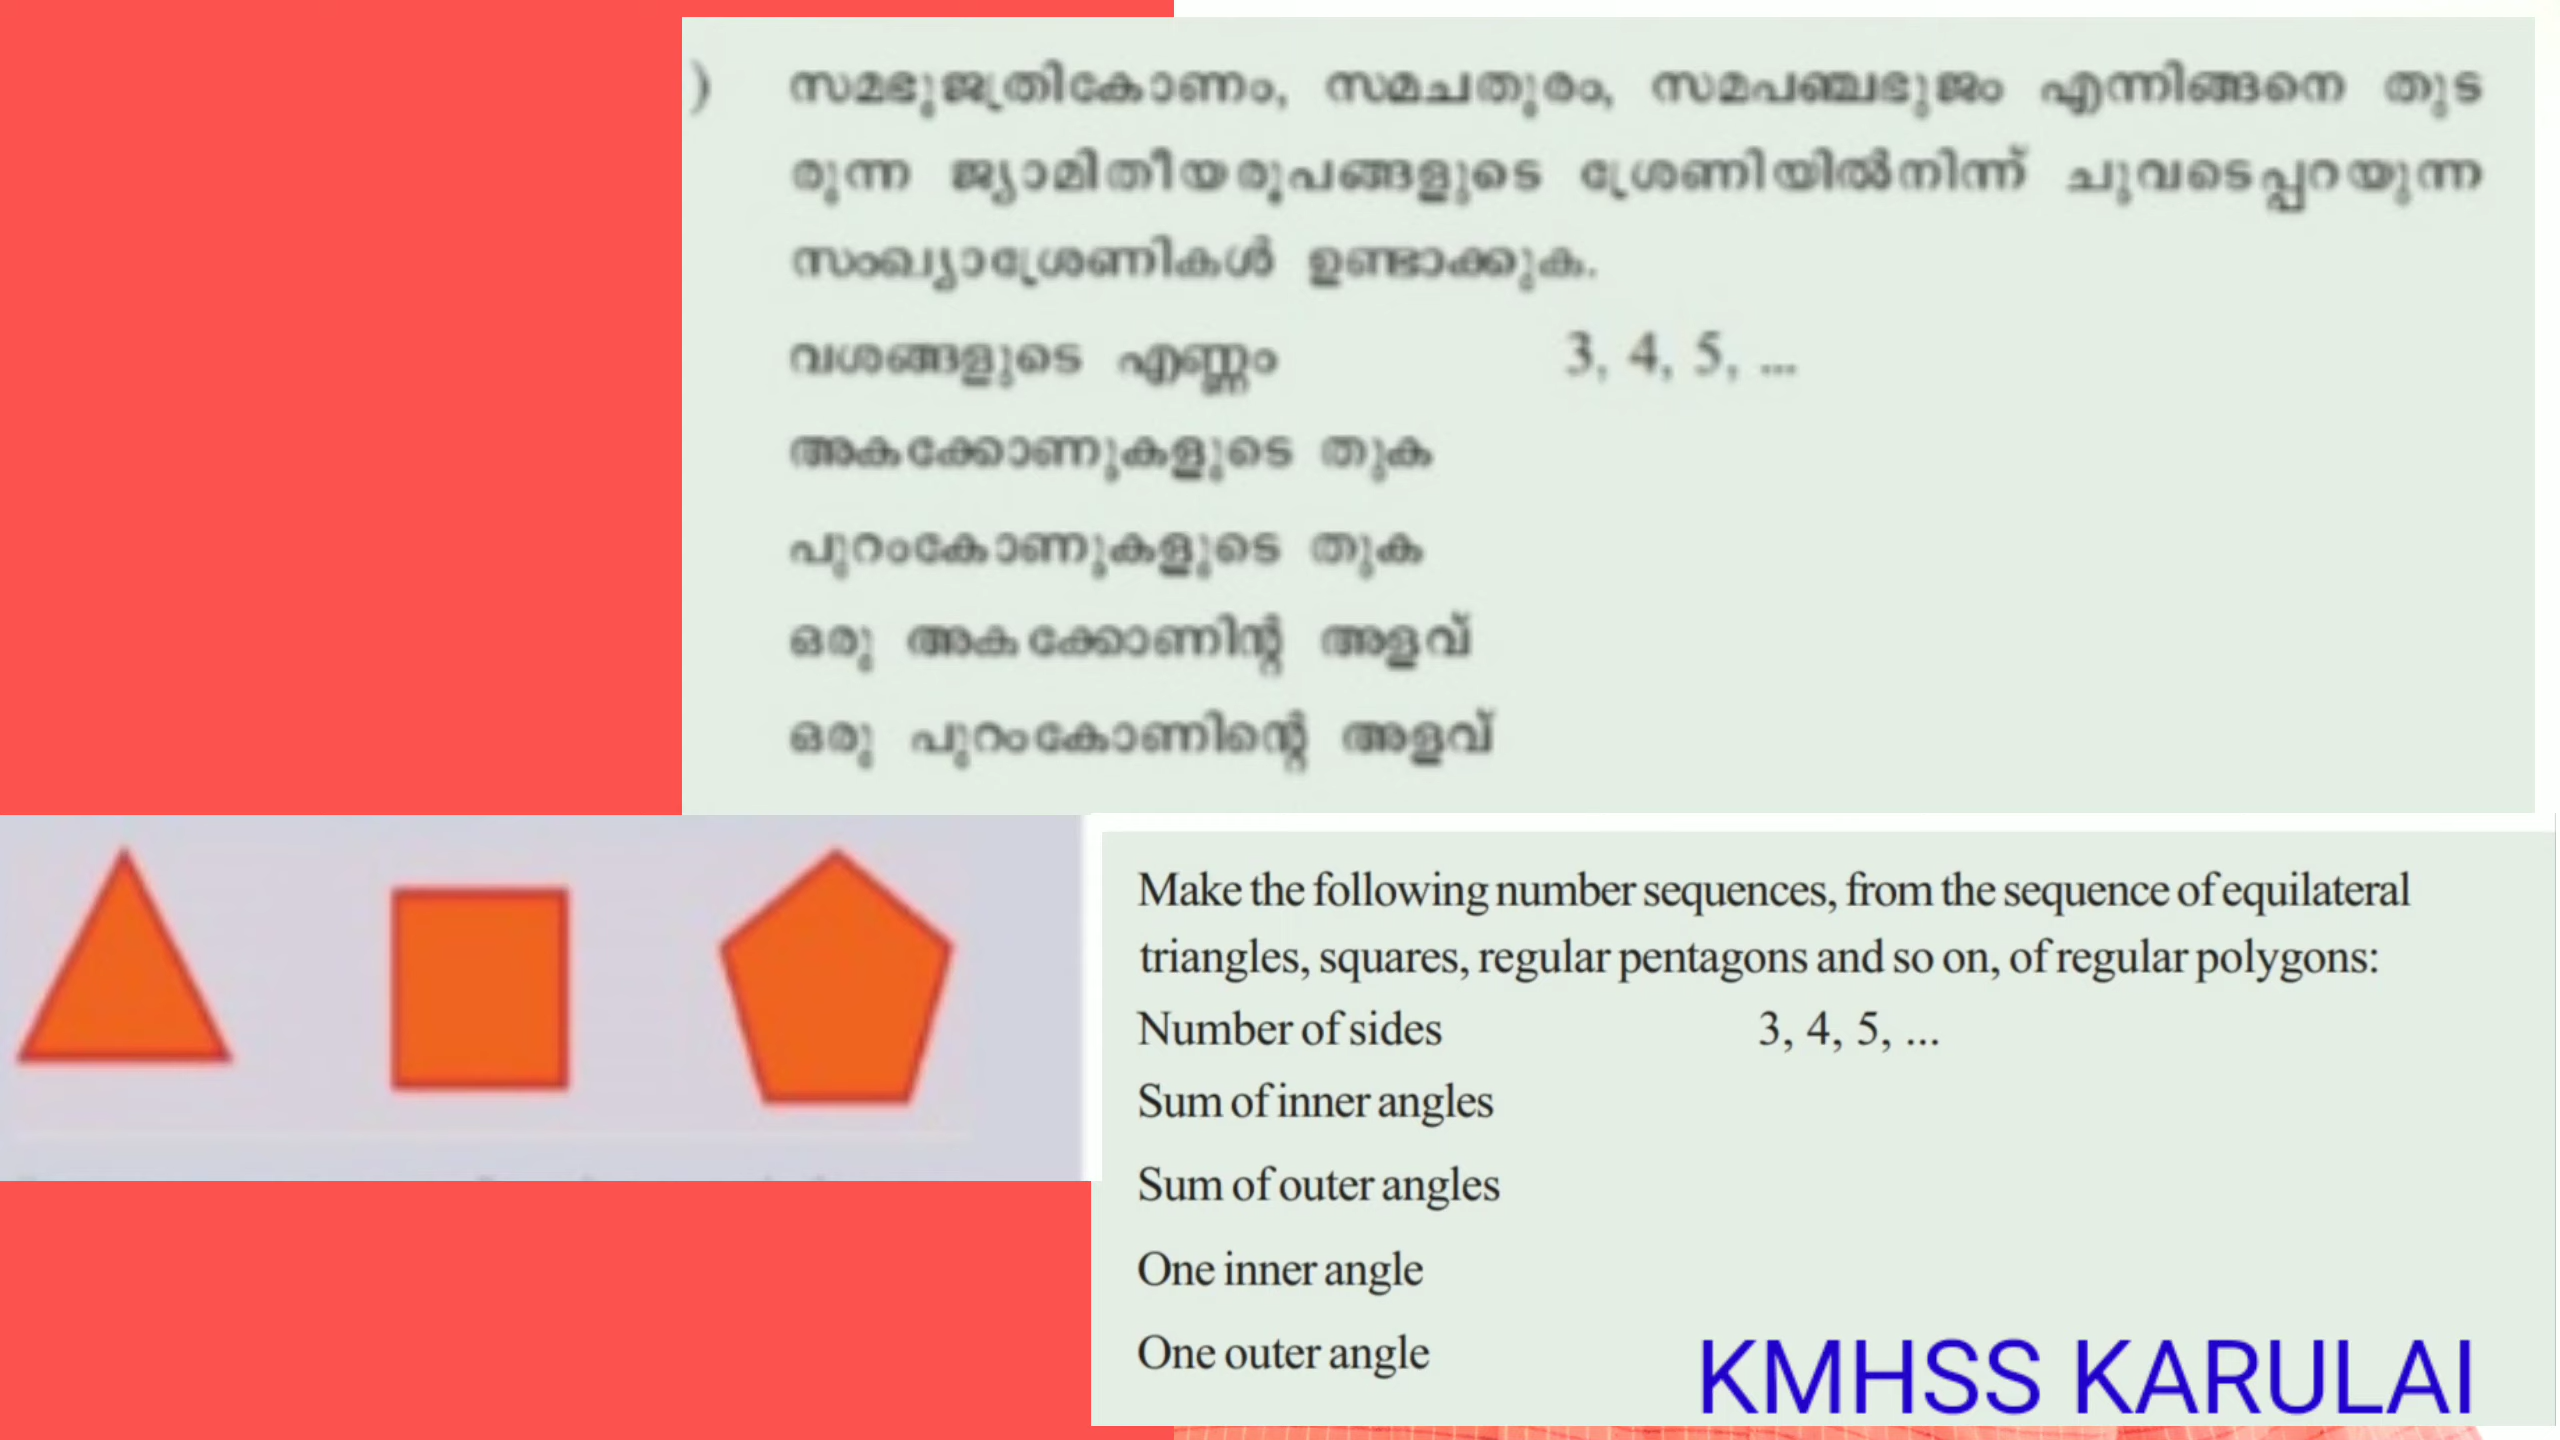 ) സമഭുജത്രികോണം, സമചതുരം, സമപഞ്ചഭുജം എന്നിങ്ങനെ തുട
രുന്ന ജ്യാമിതീയരൂപങ്ങളുടെ ശ്രേണിയിൽനിന്ന് ചുവടെപ്പറയുന്ന
സംഖ്യാശ്രേണികൾ ഉണ്ടാക്കുക.
വശങ്ങളുടെ എണ്ണം 3, 4, 5, ...
അകക്കോണുകളുടെ തുക
പുറംകോണുകളുടെ തുക
ഒരു അകക്കോണിന്റ അളവ്
ഒരു പുറംകോണിന്റെ അളവ്
Make the following number sequences, from the sequence of equilateral
triangles, squares, regular pentagons and so on, of regular polygons:
Number of sides 3, 4, 5, ...
Sum of inner angles
Sum of outer angles
One inner angle
One outer angle
KMHSS KARULAI